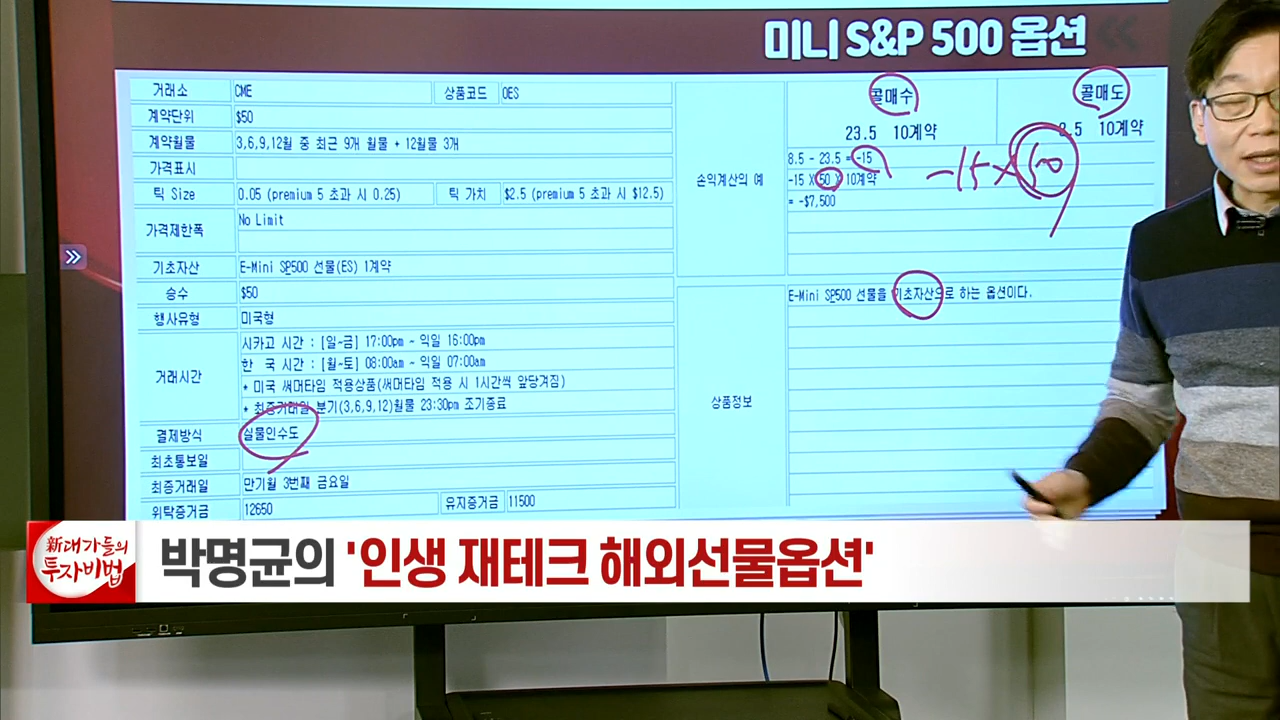 미니 S&P 500 옵션
거래소 CME 상품코드 OES
계약단위 $50
계약월물 3,6,9,12월 중 최근 9개 월물 + 12월물 3개
가격표시
틱 Size 0.05 (premium 5 초과 시 0.25) 틱 가치 $2.5 (premium 5 초과 시 $12.5)
가격제한폭 No Limit
기초자산 E-Mini SP500 선물(ES) 1계약
승수 $50
행사유형 미국형
거래시간
시카고 시간 : [일-금] 17:00pm ~ 익일 16:00pm
한 국 시간 : [월-토] 08:00am ~ 익일 07:00am
* 미국 써머타임 적용상품(써머타임 적용 시 1시간씩 앞당겨짐)
* 최종거래일 분기(3,6,9,12)월물 23:30pm 조기종료
결제방식 실물인수도
최초통보일
최종거래일 만기월 3번째 금요일
위탁증거금 12650 유지증거금 11500
손익계산의 예
콜매수 콜매도
23.5 10계약 8.5 10계약
8.5 - 23.5 = -15
-15 X 50 X 10계약
= -$7,500
-15 x 50
상품정보
E-Mini SP500 선물을 기초자산으로 하는 옵션이다.
新대가들의
투자비법
박명균의 '인생 재테크 해외선물옵션'